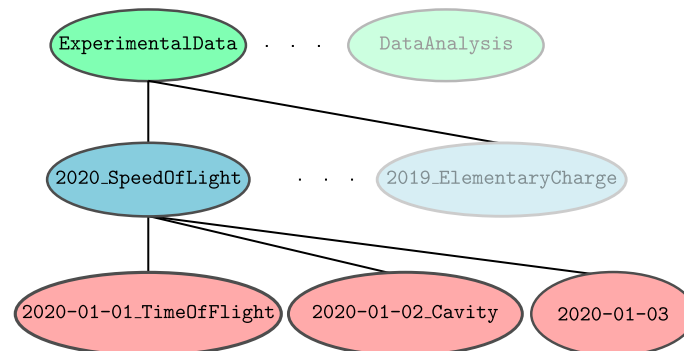 ExperimentalData . . . DataAnalysis
2020_SpeedOfLight . . . 2019_ElementaryCharge
2020-01-01_TimeOfFlight 2020-01-02_Cavity 2020-01-03